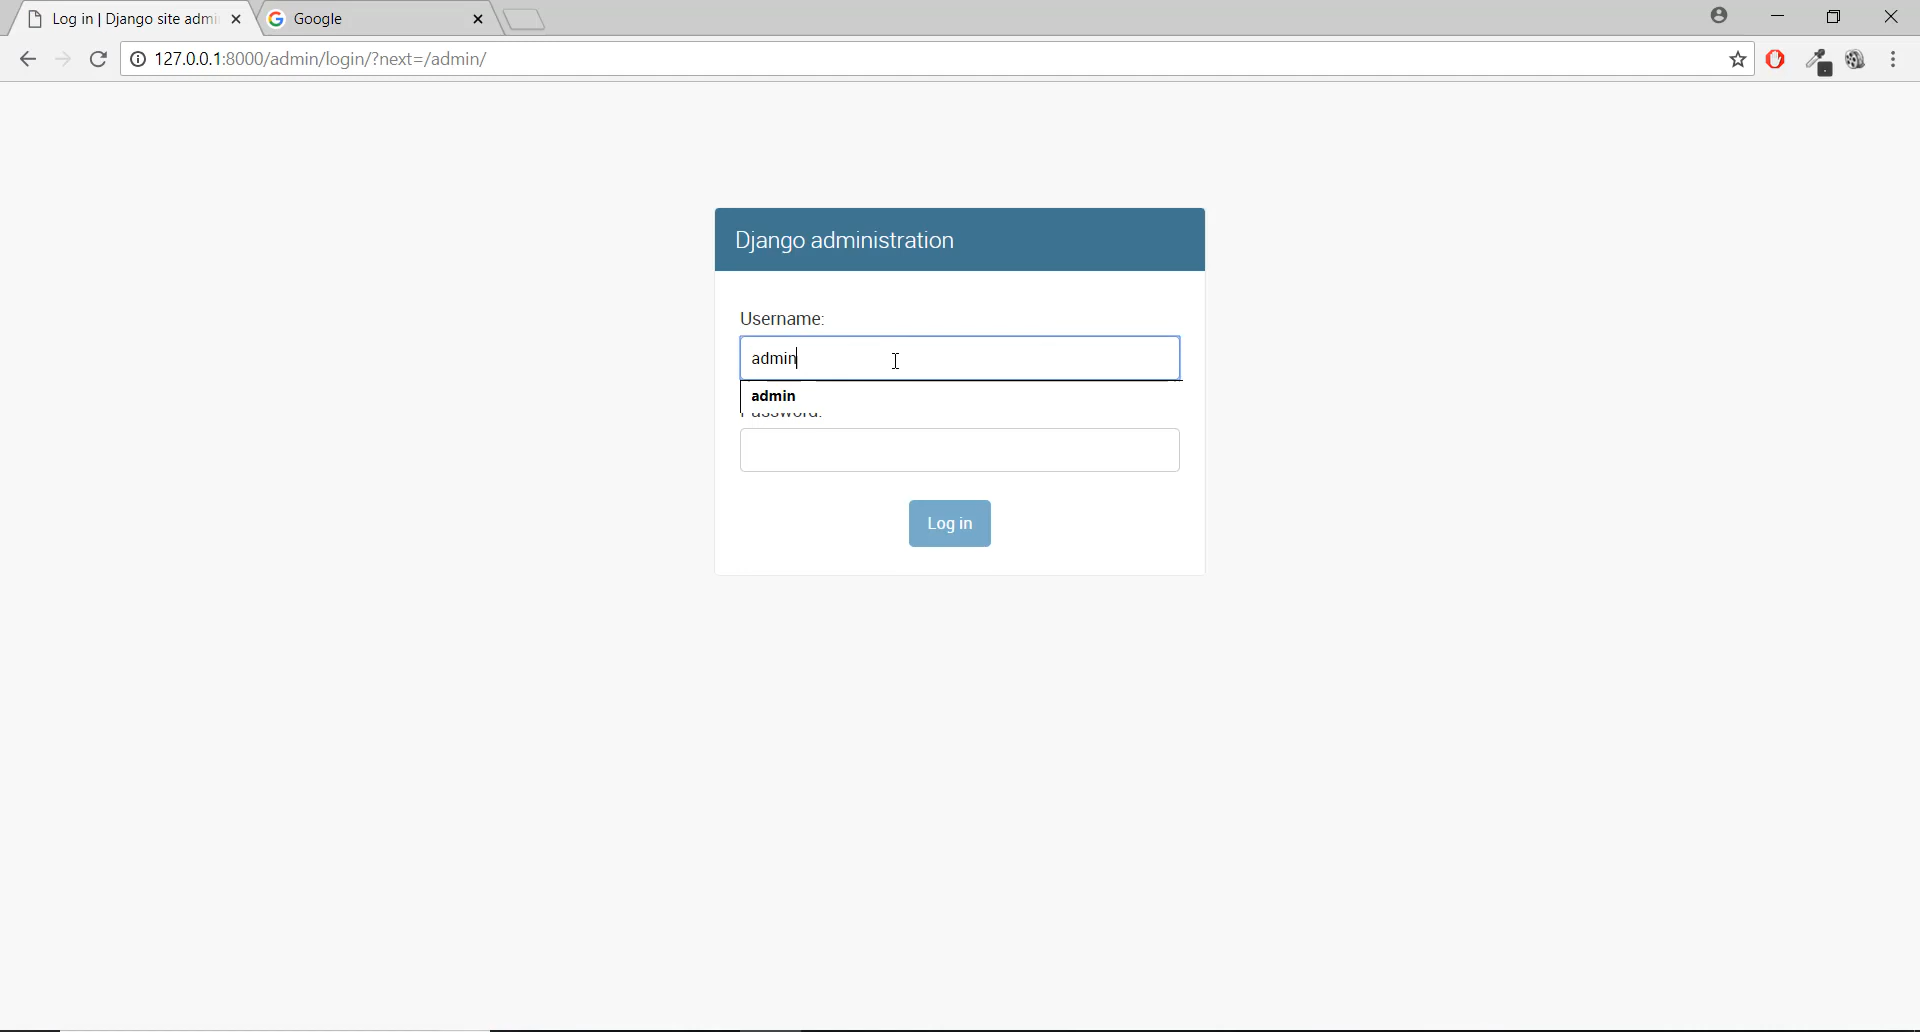 Log in | Django site admi
Google
127.0.0.1:8000/admin/login/?next=/admin/
Django administration
Username:
admin
admin
Password:
Log in